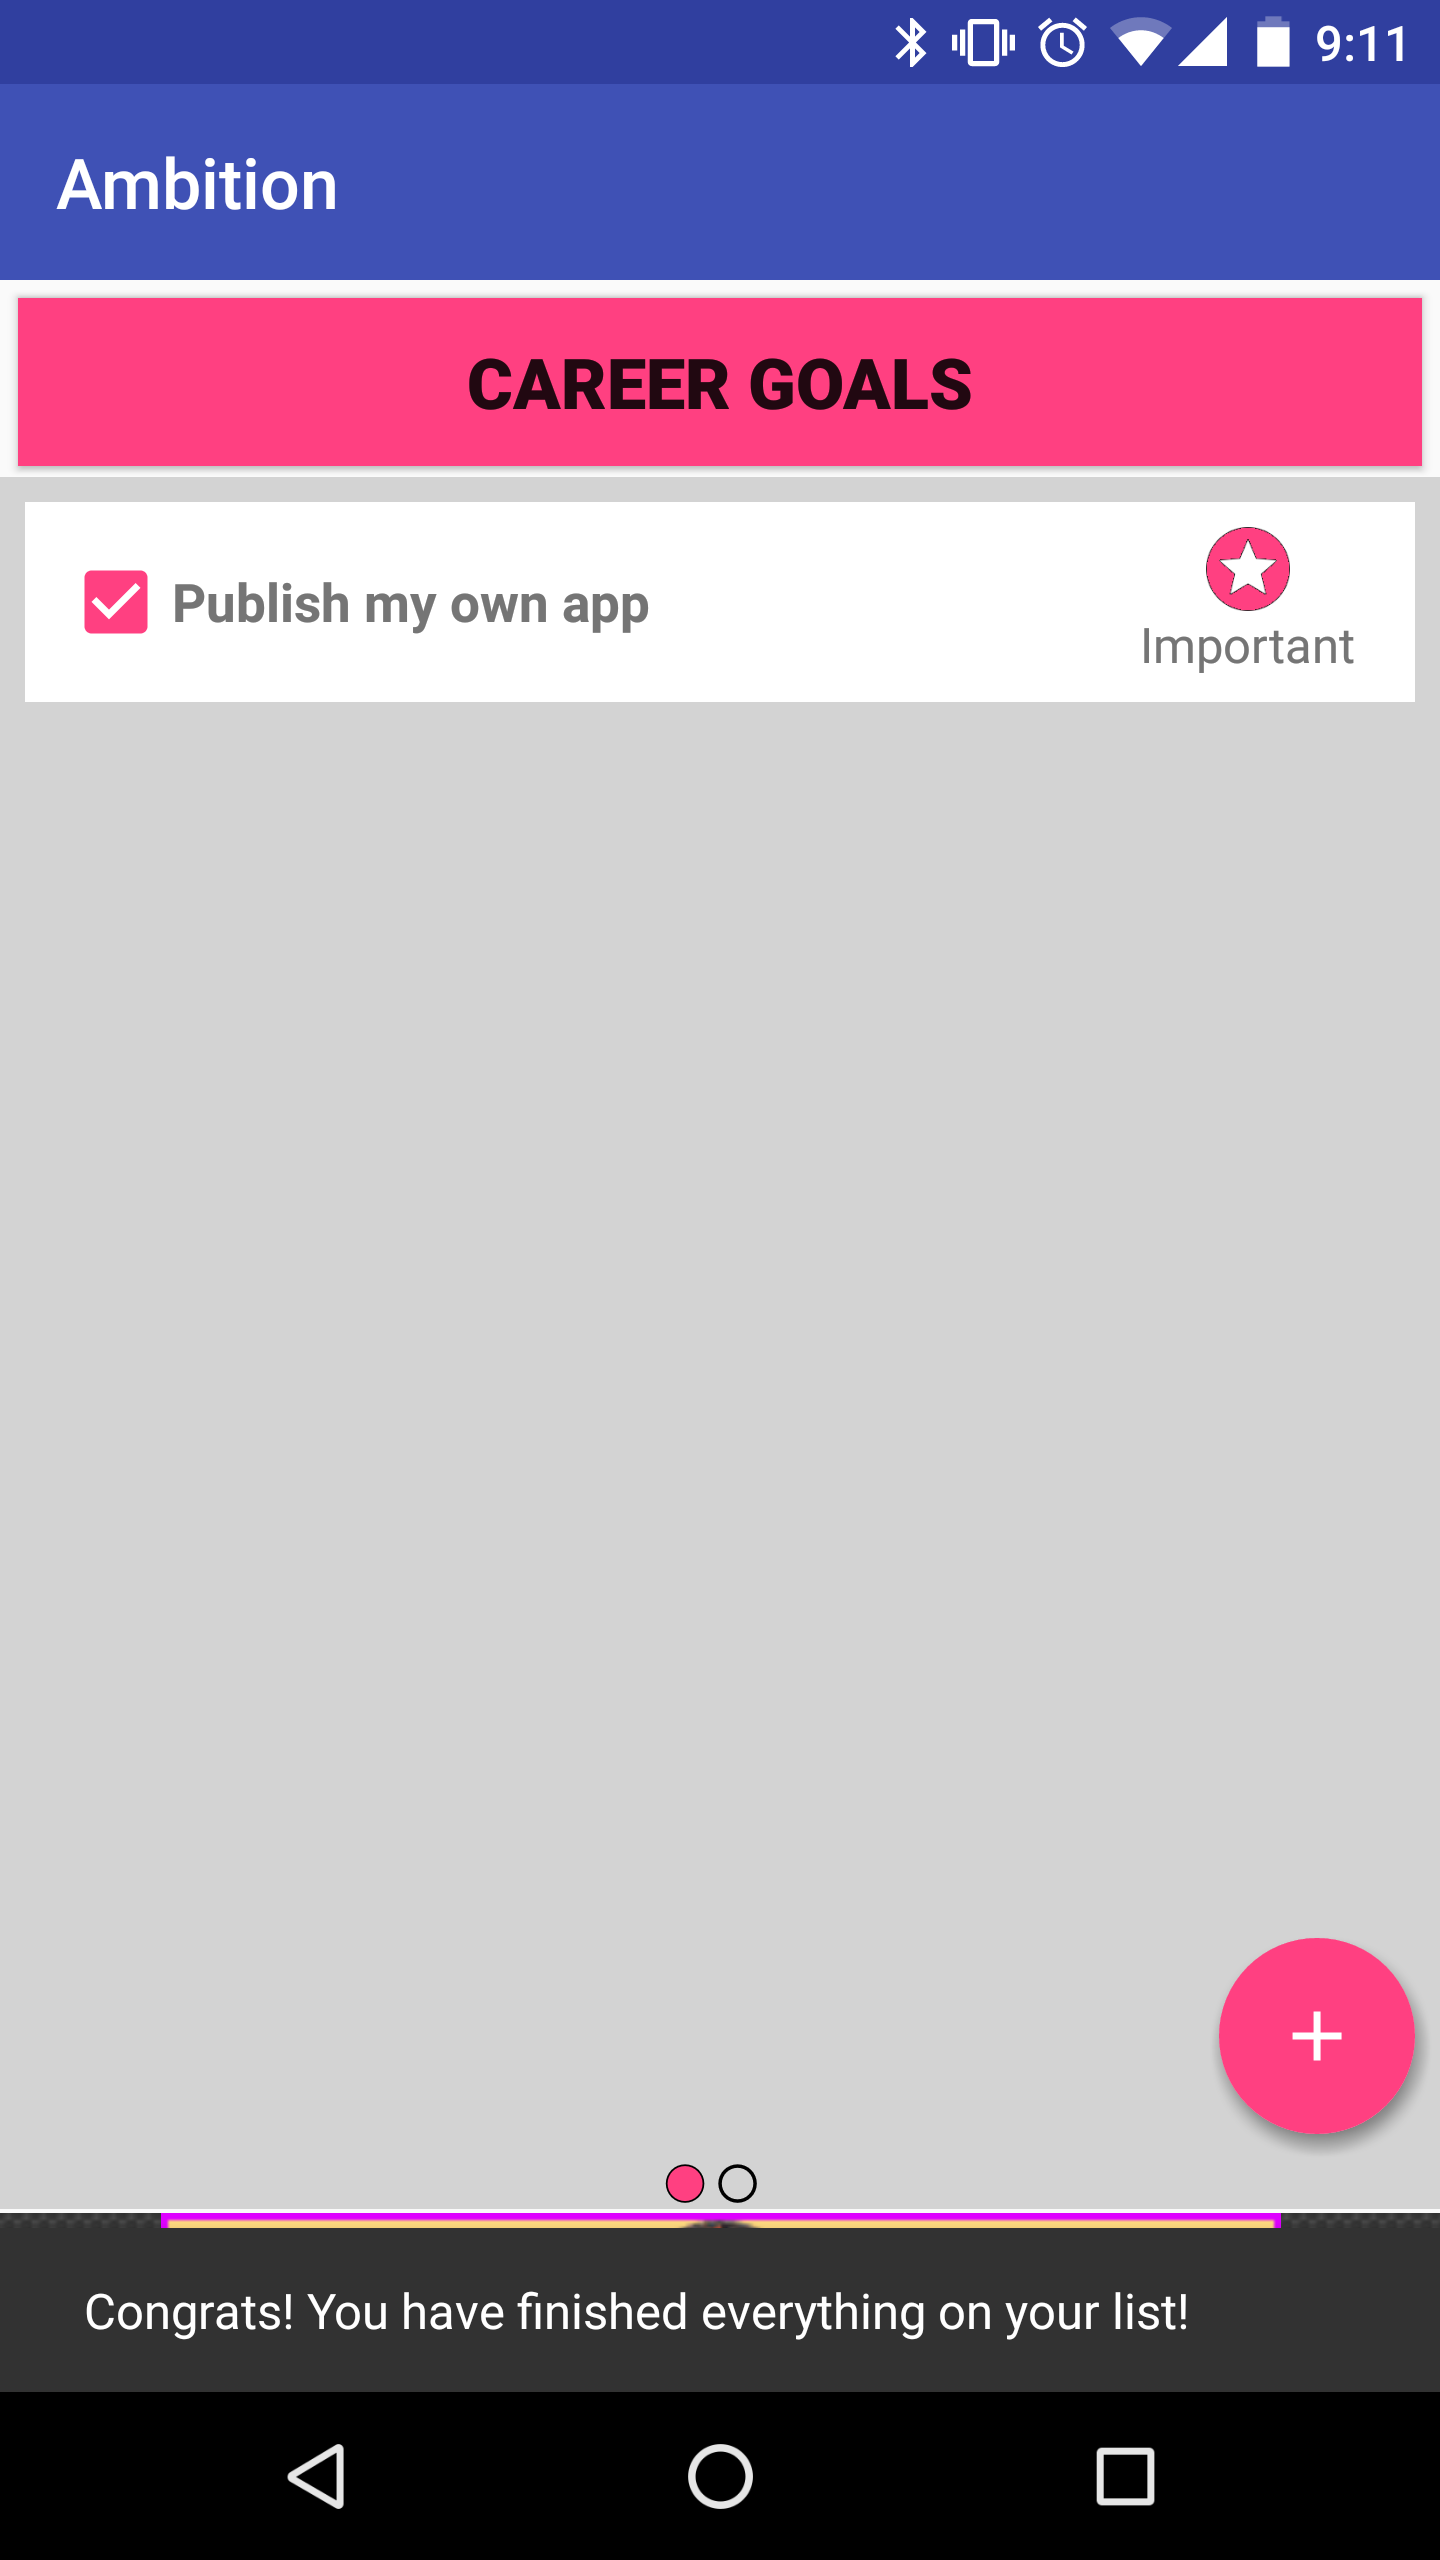 9:11
Ambition
CAREER GOALS
Publish my own app
Important
Congrats! You have finished everything on your list!